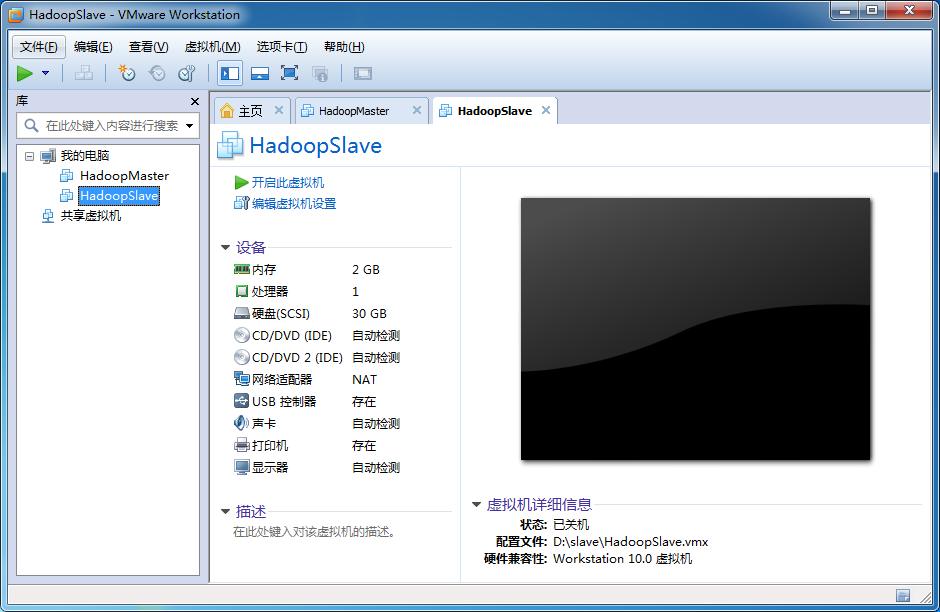 HadoopSlave - VMware Workstation
文件(F) 编辑(E) 查看(V) 虚拟机(M) 选项卡(T) 帮助(H)
库
在此处键入内容进行搜索
我的电脑
HadoopMaster
HadoopSlave
共享虚拟机
主页 HadoopMaster HadoopSlave
HadoopSlave
开启此虚拟机
编辑虚拟机设置
设备
内存 2 GB
处理器 1
硬盘(SCSI) 30 GB
CD/DVD (IDE) 自动检测
CD/DVD 2 (IDE) 自动检测
网络适配器 NAT
USB 控制器 存在
声卡 自动检测
打印机 存在
显示器 自动检测
描述
在此处键入对该虚拟机的描述。
虚拟机详细信息
状态: 已关机
配置文件: D:\slave\HadoopSlave.vmx
硬件兼容性: Workstation 10.0 虚拟机